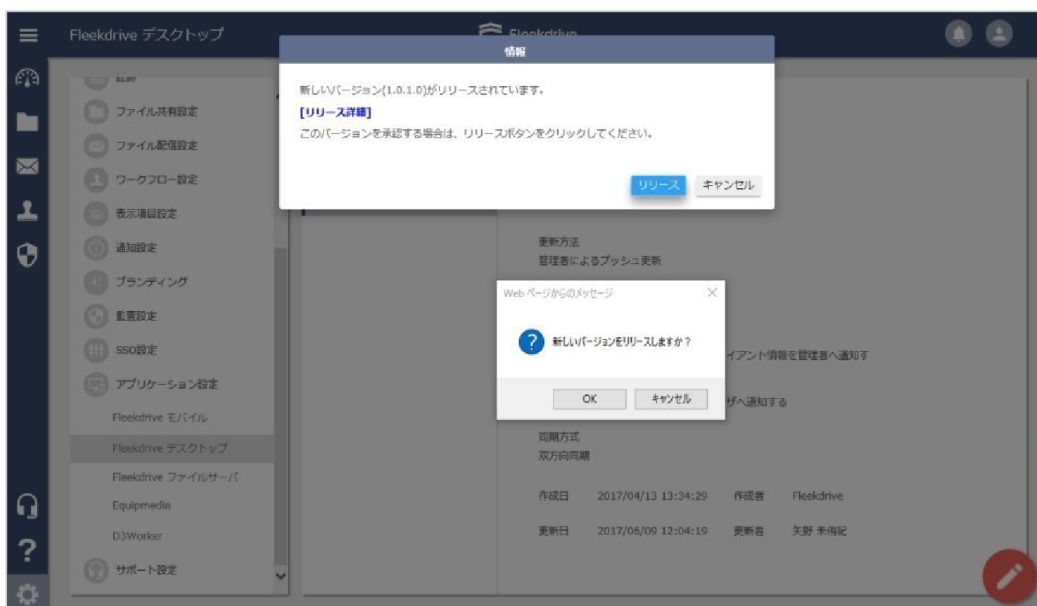 Fleekdrive デスクトップ
Fleekdrive
情報
新しいバージョン(1.0.1.0)がリリースされています。
[リリース詳細]
このバージョンを承認する場合は、リリースボタンをクリックしてください。
リリース
キャンセル
ファイル共有設定
ファイル配信設定
ワークフロー設定
表示項目設定
通知設定
ブランディング
監査設定
SSO設定
アプリケーション設定
Fleekdrive モバイル
Fleekdrive デスクトップ
Fleekdrive ファイルサーバ
Equipmedio
D3Worker
サポート設定
更新方法
管理者によるプッシュ更新
Web ページからのメッセージ
新しいバージョンをリリースしますか?
OK
キャンセル
イアント情報を管理者へ通知す
ザへ通知する
同期方式
双方向同期
作成日 2017/04/13 13:34:29 作成者 Fleekdrive
更新日 2017/06/09 12:04:19 更新者 矢野